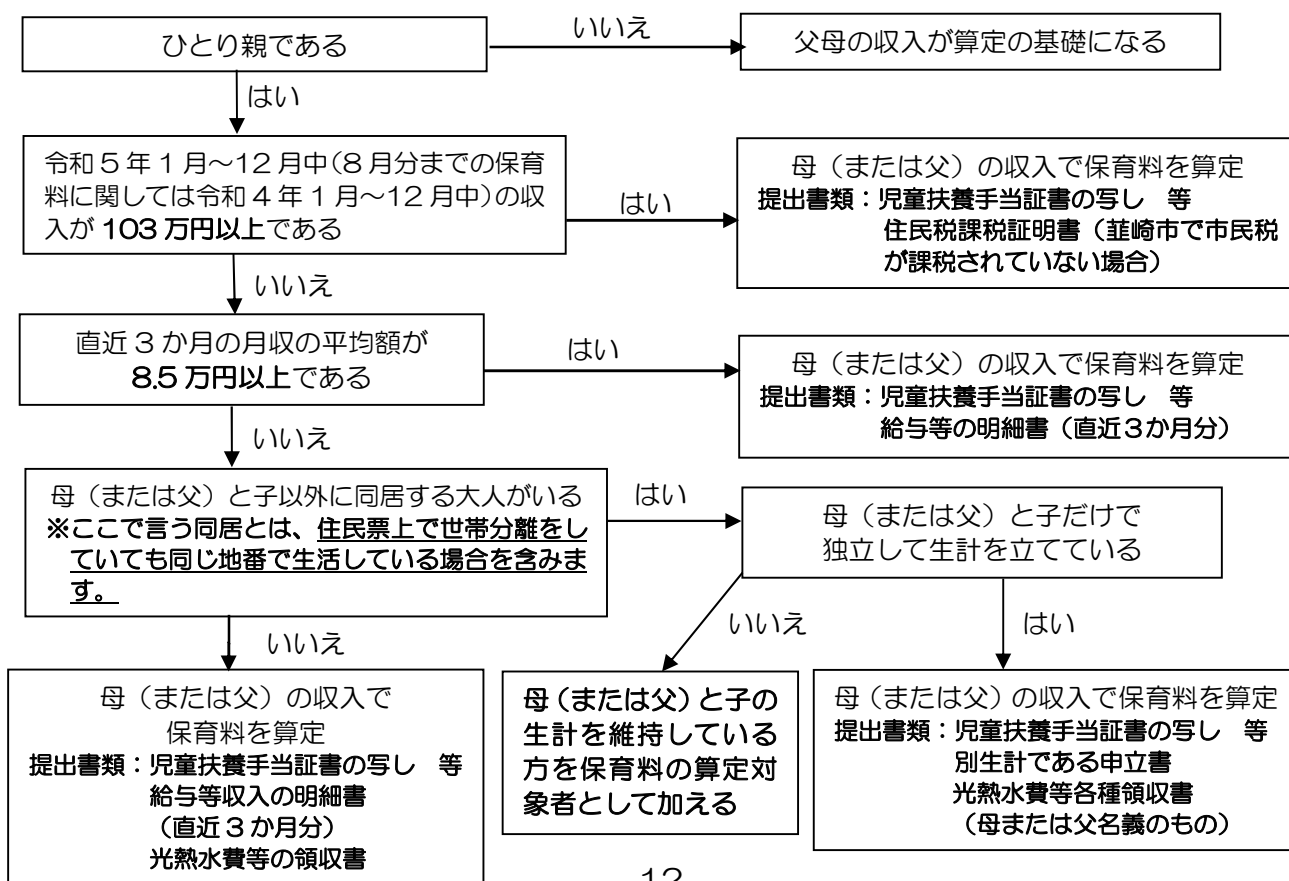 ひとり親である
いいえ
父母の収入が算定の基礎になる
はい
令和5年1月～12月中(8月分までの保育
料に関しては令和4年1月～12月中)の収
入が103万円以上である
はい
母（または父）の収入で保育料を算定
提出書類：児童扶養手当証書の写し　等
住民税課税証明書（韮崎市で市民税
が課税されていない場合）
いいえ
直近3か月の月収の平均額が
8.5万円以上である
はい
母（または父）の収入で保育料を算定
提出書類：児童扶養手当証書の写し　等
給与等の明細書（直近3か月分）
いいえ
母（または父）と子以外に同居する大人がいる
※ここで言う同居とは、住民票上で世帯分離をし
ていても同じ地番で生活している場合を含みま
す。
はい
母（または父）と子だけで
独立して生計を立てている
いいえ
いいえ
はい
母（または父）の収入で
保育料を算定
提出書類：児童扶養手当証書の写し　等
給与等収入の明細書
（直近3か月分）
光熱水費等の領収書
母（または父）と子の
生計を維持している
方を保育料の算定対
象者として加える
母（または父）の収入で保育料を算定
提出書類：児童扶養手当証書の写し　等
別生計である申立書
光熱水費等各種領収書
（母または父名義のもの）
12